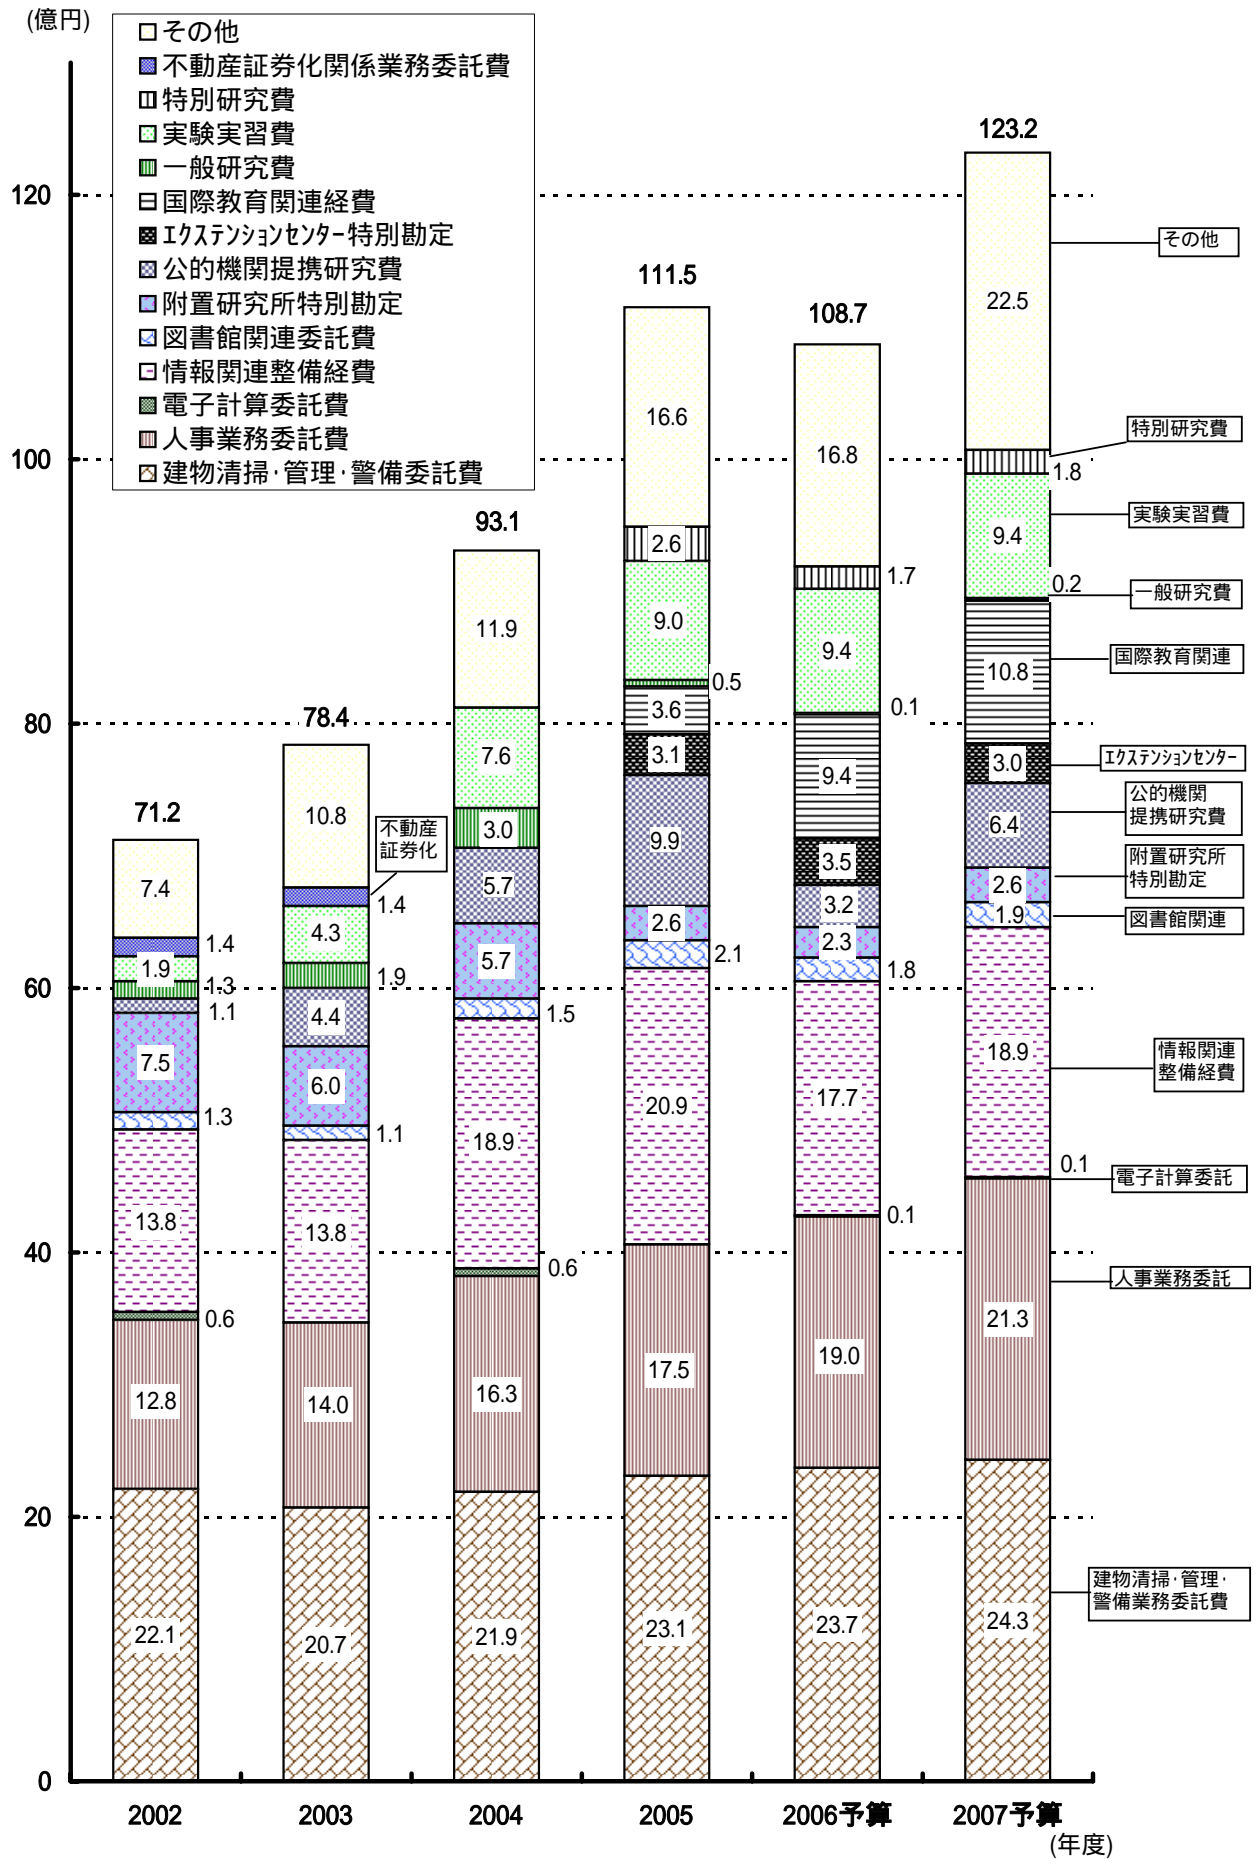 (億円)
その他
不動産証券化関係業務委託費
特別研究費
実験実習費
一般研究費
国際教育関連経費
ｴｸｽﾃﾝｼｮﾝｾﾝﾀｰ特別勘定
公的機関提携研究費
附置研究所特別勘定
図書館関連委託費
情報関連整備経費
電子計算委託費
人事業務委託費
建物清掃･管理･警備委託費
120
100
80
60
40
20
0
71.2
7.4
1.4
1.9
1.3
1.1
7.5
1.3
13.8
0.6
12.8
22.1
2002
78.4
10.8
不動産
証券化
1.4
4.3
1.9
4.4
6.0
1.1
13.8
14.0
20.7
2003
93.1
11.9
7.6
3.0
5.7
5.7
1.5
18.9
0.6
16.3
21.9
2004
111.5
16.6
2.6
9.0
0.5
3.6
3.1
9.9
2.6
2.1
20.9
17.5
23.1
2005
108.7
16.8
1.7
9.4
0.1
9.4
3.5
3.2
2.3
1.8
17.7
0.1
19.0
23.7
2006予算
123.2
22.5
1.8
9.4
0.2
10.8
3.0
6.4
2.6
1.9
18.9
0.1
21.3
24.3
2007予算
(年度)
その他
特別研究費
実験実習費
一般研究費
国際教育関連
ｴｸｽﾃﾝｼｮﾝｾﾝﾀｰ
公的機関
提携研究費
附置研究所
特別勘定
図書館関連
情報関連
整備経費
電子計算委託
人事業務委託
建物清掃･管理･
警備業務委託費